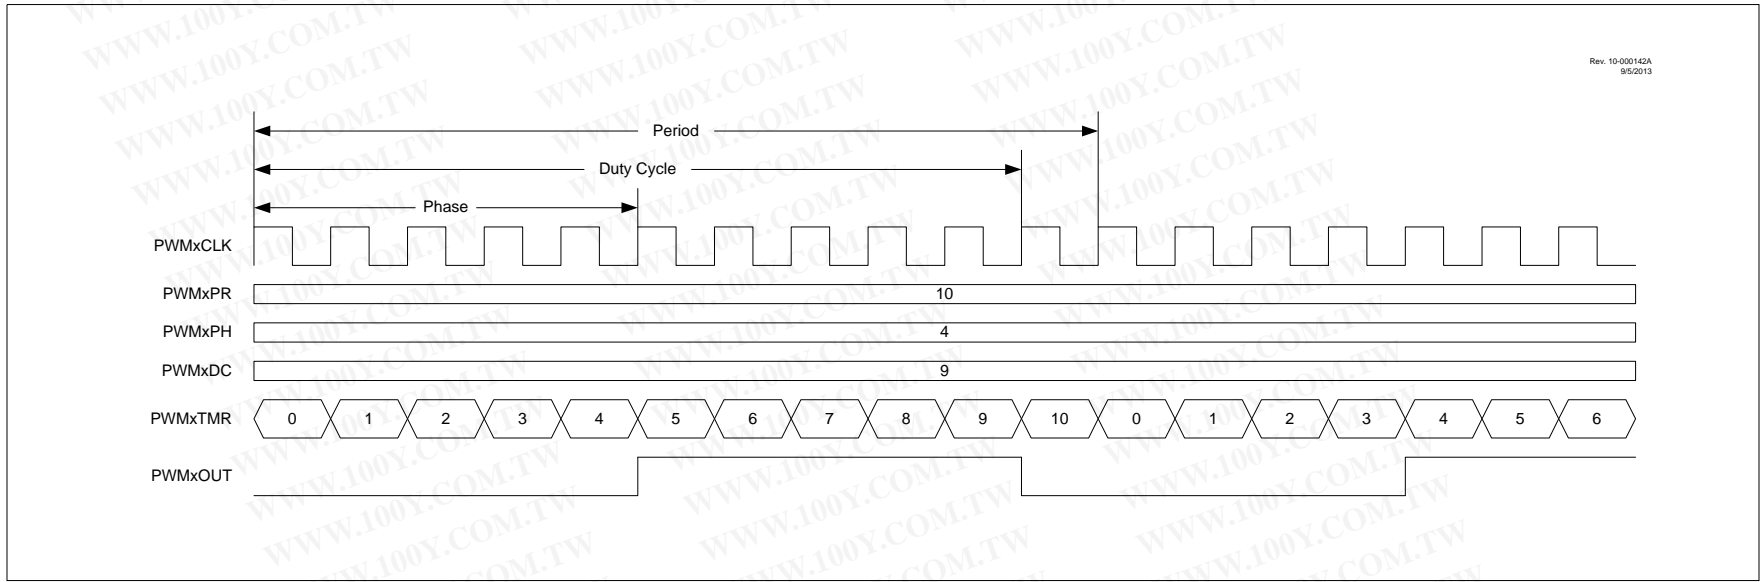 Rev. 10-000142A
9/5/2013
Period
Duty Cycle
Phase
PWMxCLK
PWMxPR 10
PWMxPH 4
PWMxDC 9
PWMxTMR 0 1 2 3 4 5 6 7 8 9 10 0 1 2 3 4 5 6
PWMxOUT
WWW.100Y.COM.TW